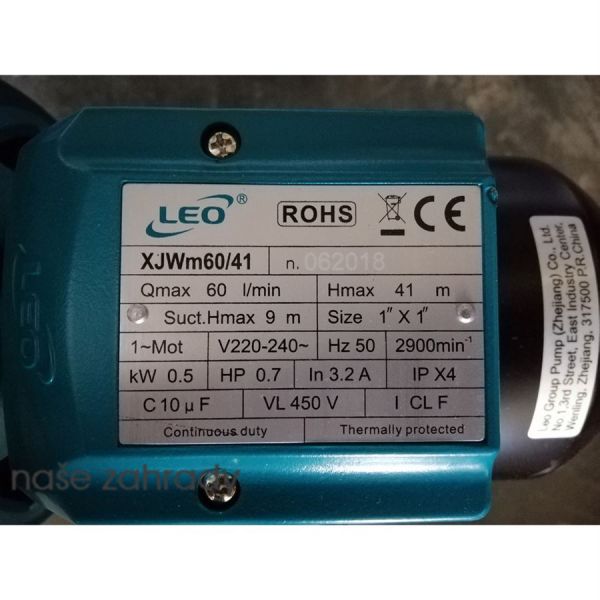 LEO ® ROHS CE
XJWm60/41 n. 062018
Qmax 60 l/min Hmax 41 m
Suct.Hmax 9 m Size 1" X 1"
1~Mot V220-240~ Hz 50 2900min⁻¹
kW 0.5 HP 0.7 In 3.2 A IP X4
C 10 µ F VL 450 V I CL F
Continuous duty Thermally protected
LEO
Leo Group Pump (Zhejiang) Co., Ltd.
No 1,3rd Street, East Industry Center,
Wenling, Zhejiang, 317500 P.R.China
naše zahrady